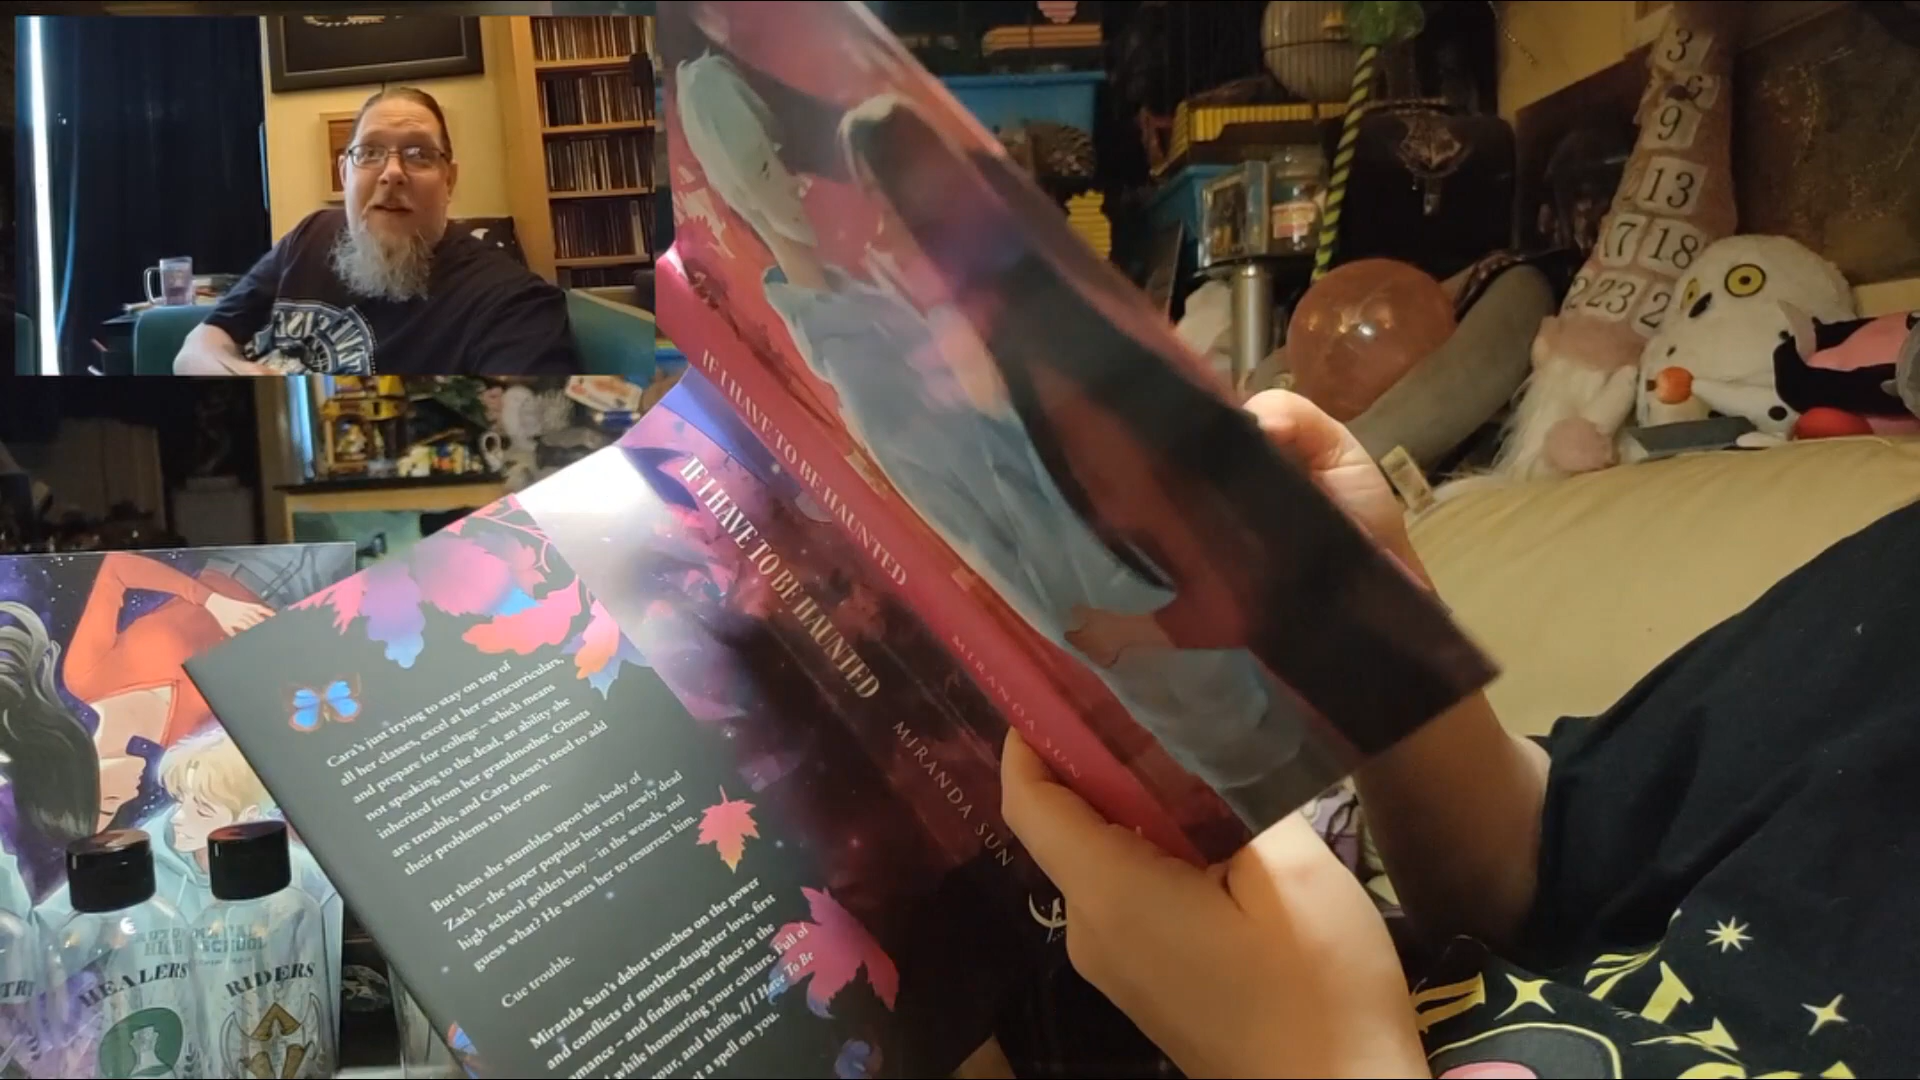 3
6
9
13
17 18
223 2
IF I HAVE TO BE HAUNTED
MIRANDA SUN
IF I HAVE TO BE HAUNTED
MIRANDA SUN
Cara's just trying to stay on top of
all her classes, excel at her extracurriculars,
and prepare for college – which means
not speaking to the dead, an ability she
inherited from her grandmother. Ghosts
are trouble, and Cara doesn't need to add
their problems to her own.
But then she stumbles upon the body of
Zach – the super popular but very newly dead
high school golden boy – in the woods, and
guess what? He wants her to resurrect him.
Cue trouble.
Miranda Sun's debut touches on the power
and conflicts of mother-daughter love, first
and finding your place in the
while honouring your culture. Full of
and thrills, If I Have To Be
a spell on you.
HIGH SCHOOL
HEALERS
RIDERS